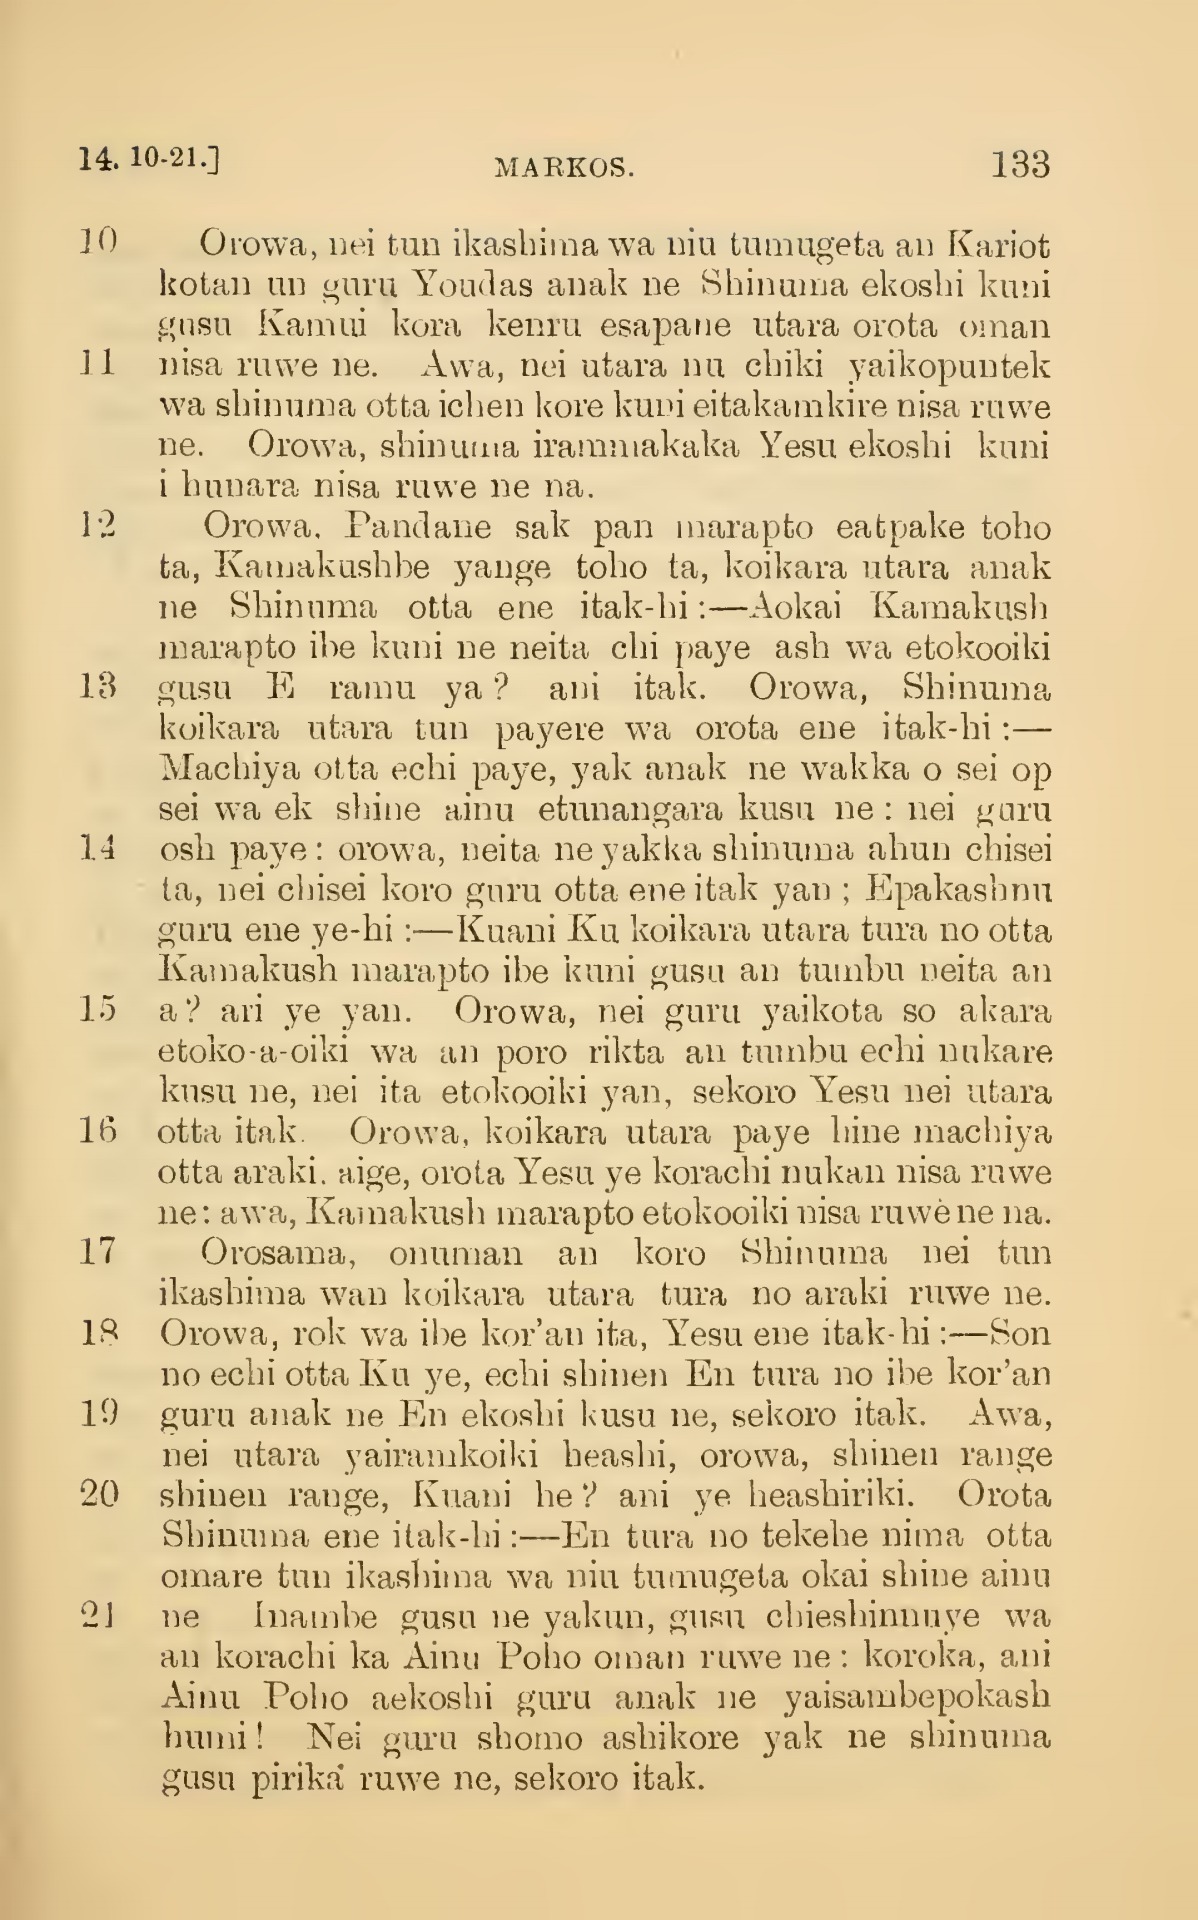 14. 10-21.] MARKOS. 133
10 Orowa, nei tun ikashima wa niu tumugeta an Kariot
kotan un guru Youdas anak ne Shinuma ekoshi kuni
gusu Kamui kora kenru esapane utara orota oman
11 nisa ruwe ne. Awa, nei utara nu chiki yaikopuntek
wa shinuma otta ichen kore kuni eitakamkire nisa ruwe
ne. Orowa, shinuma irammakaka Yesu ekoshi kuni
i hunara nisa ruwe ne na.
12 Orowa, Pandane sak pan marapto eatpake toho
ta, Kamakushbe yange toho ta, koikara utara anak
ne Shinuma otta ene itak-hi :—Aokai Kamakush
marapto ibe kuni ne neita chi paye ash wa etokooiki
13 gusu E ramu ya? ani itak. Orowa, Shinuma
koikara utara tun payere wa orota ene itak-hi :—
Machiya otta echi paye, yak anak ne wakka o sei op
sei wa ek shine ainu etunangara kusu ne : nei guru
14 osh paye : orowa, neita ne yakka shinuma ahun chisei
ta, nei chisei koro guru otta ene itak yan ; Epakashnu
guru ene ye-hi :—Kuani Ku koikara utara tura no otta
Kamakush marapto ibe kuni gusu an tumbu neita an
15 a? ari ye yan. Orowa, nei guru yaikota so akara
etoko-a-oiki wa an poro rikta an tumbu echi nukare
kusu ne, nei ita etokooiki yan, sekoro Yesu nei utara
16 otta itak. Orowa, koikara utara paye hine machiya
otta araki. aige, orota Yesu ye korachi nukan nisa ruwe
ne : awa, Kamakush marapto etokooiki nisa ruwe ne na.
17 Orosama, onuman an koro Shinuma nei tun
ikashima wan koikara utara tura no araki ruwe ne.
18 Orowa, rok wa ibe kor'an ita, Yesu ene itak-hi :—Son
no echi otta Ku ye, echi shinen En tura no ibe kor'an
19 guru anak ne En ekoshi kusu ne, sekoro itak. Awa,
nei utara yairamkoiki heashi, orowa, shinen range
20 shinen range, Kuani he? ani ye heashiriki. Orota
Shinuma ene itak-hi :—En tura no tekehe nima otta
omare tun ikashima wa niu tumugeta okai shine ainu
21 ne Inambe gusu ne yakun, gusu chieshinnuye wa
an korachi ka Ainu Poho oman ruwe ne : koroka, ani
Ainu Poho aekoshi guru anak ne yaisambepokash
humi! Nei guru shomo ashikore yak ne shinuma
gusu pirika ruwe ne, sekoro itak.